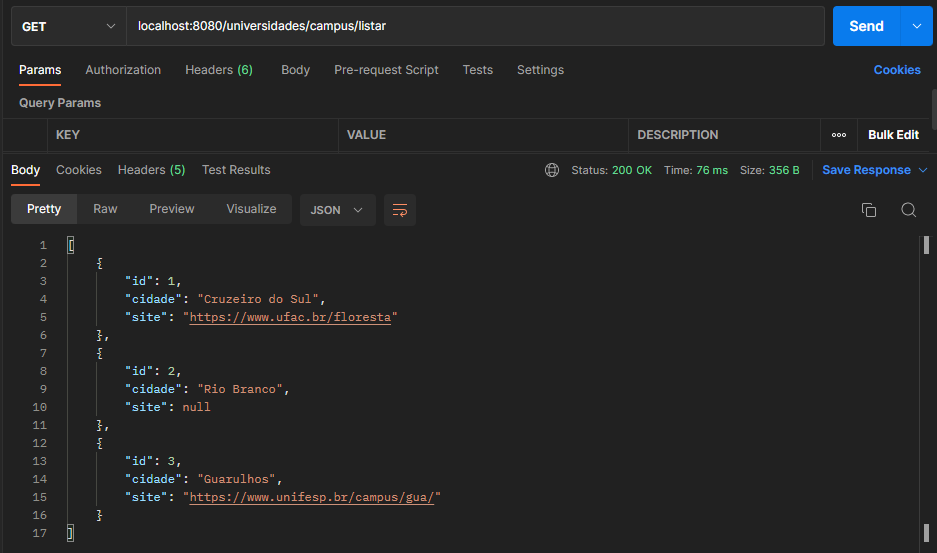 GET localhost:8080/universidades/campus/listar Send
Params Authorization Headers (6) Body Pre-request Script Tests Settings Cookies
Query Params
KEY VALUE DESCRIPTION ooo Bulk Edit
Body Cookies Headers (5) Test Results Status: 200 OK Time: 76 ms Size: 356 B Save Response
Pretty Raw Preview Visualize JSON
1 [
2 {
3 "id": 1,
4 "cidade": "Cruzeiro do Sul",
5 "site": "https://www.ufac.br/floresta"
6 },
7 {
8 "id": 2,
9 "cidade": "Rio Branco",
10 "site": null
11 },
12 {
13 "id": 3,
14 "cidade": "Guarulhos",
15 "site": "https://www.unifesp.br/campus/gua/"
16 }
17 ]